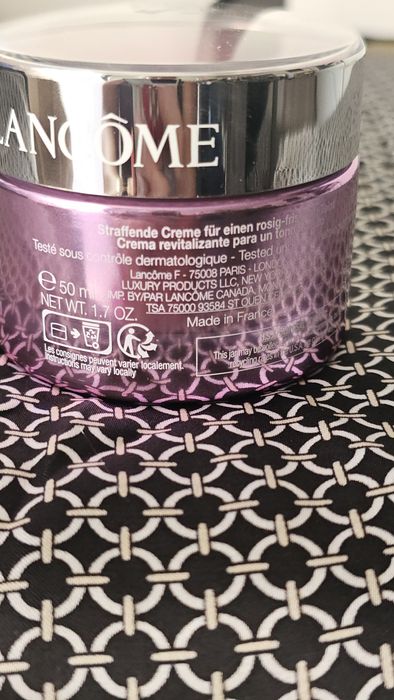 LANCÔME
Straffende Creme für einen rosig-fri
Crema revitalizante para un tono
Testé sous contrôle dermatologique - Tested un
Lancôme F - 75008 PARIS - LONDO
LUXURY PRODUCTS LLC, NEW YO
℮ 50 ml IMP. BY/PAR LANCÔME CANADA, MON
NET WT. 1.7 OZ. TSA 75000 93584 ST OUEN
Made in France
This jar may be
recycling
Les consignes peuvent varier localement.
Instructions may vary locally